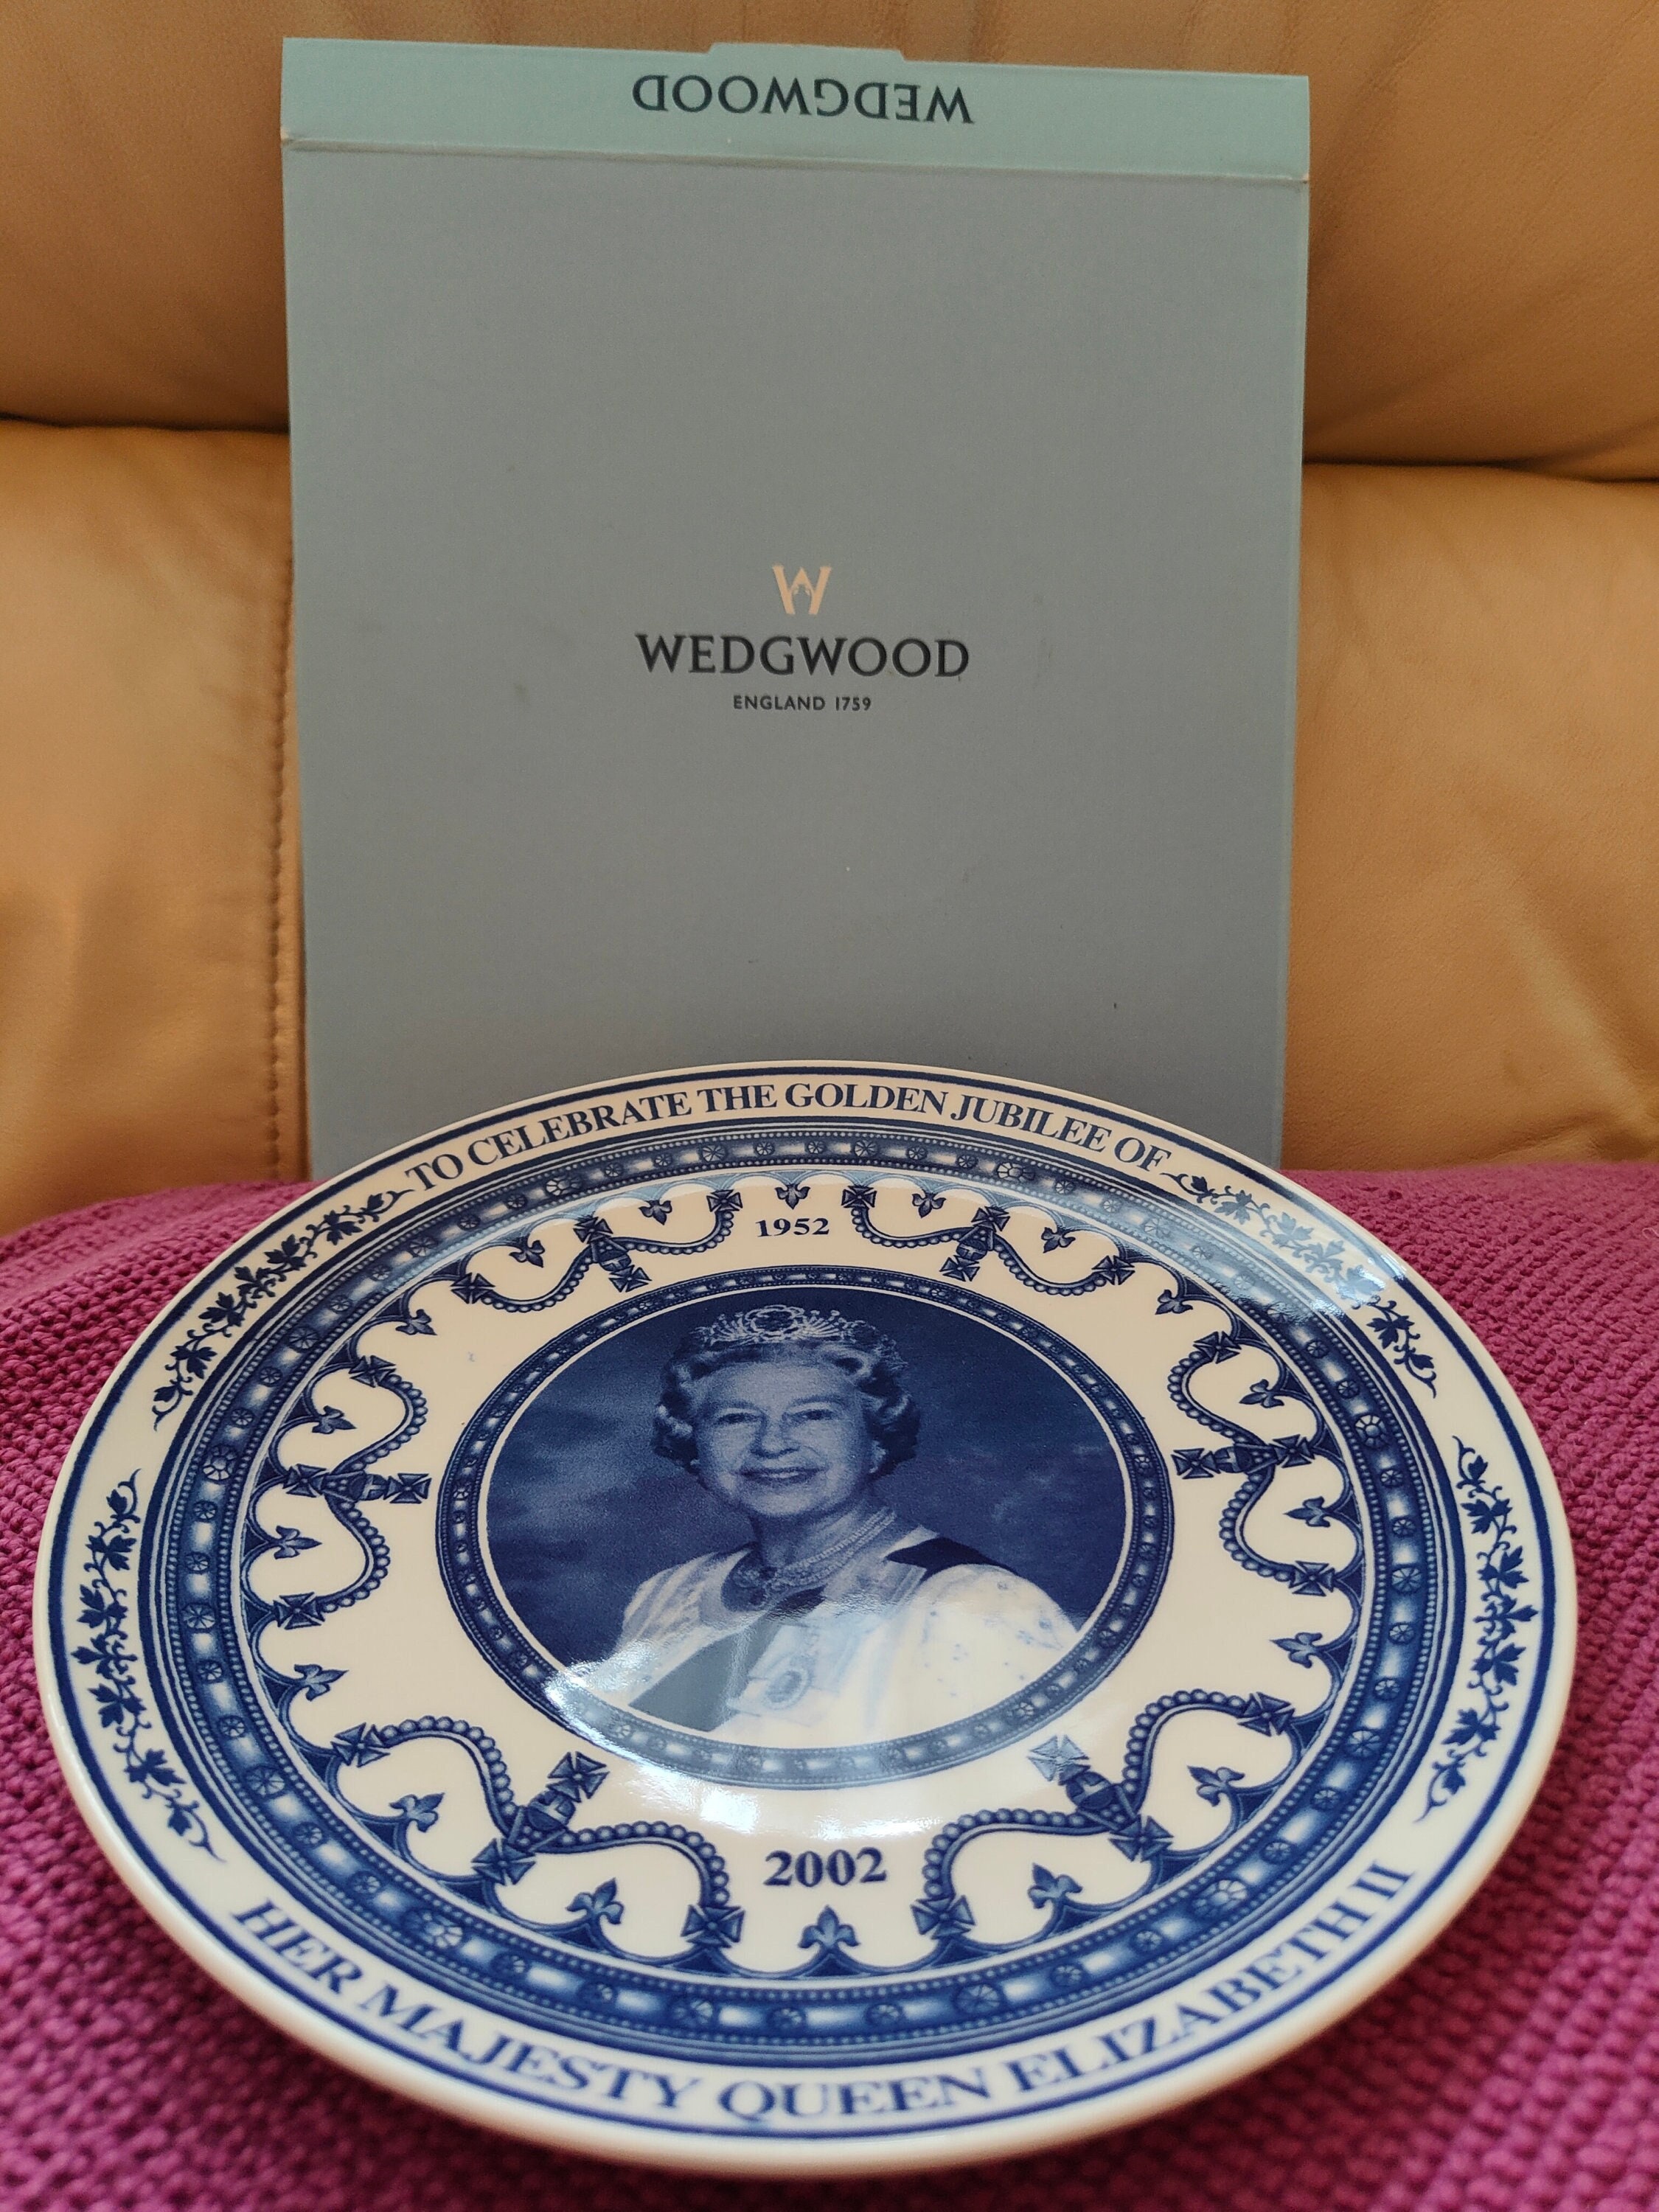 WEDGWOOD
WEDGWOOD
ENGLAND 1759
TO CELEBRATE THE GOLDEN JUBILEE OF
1952
2002
HER MAJESTY QUEEN ELIZABETH II